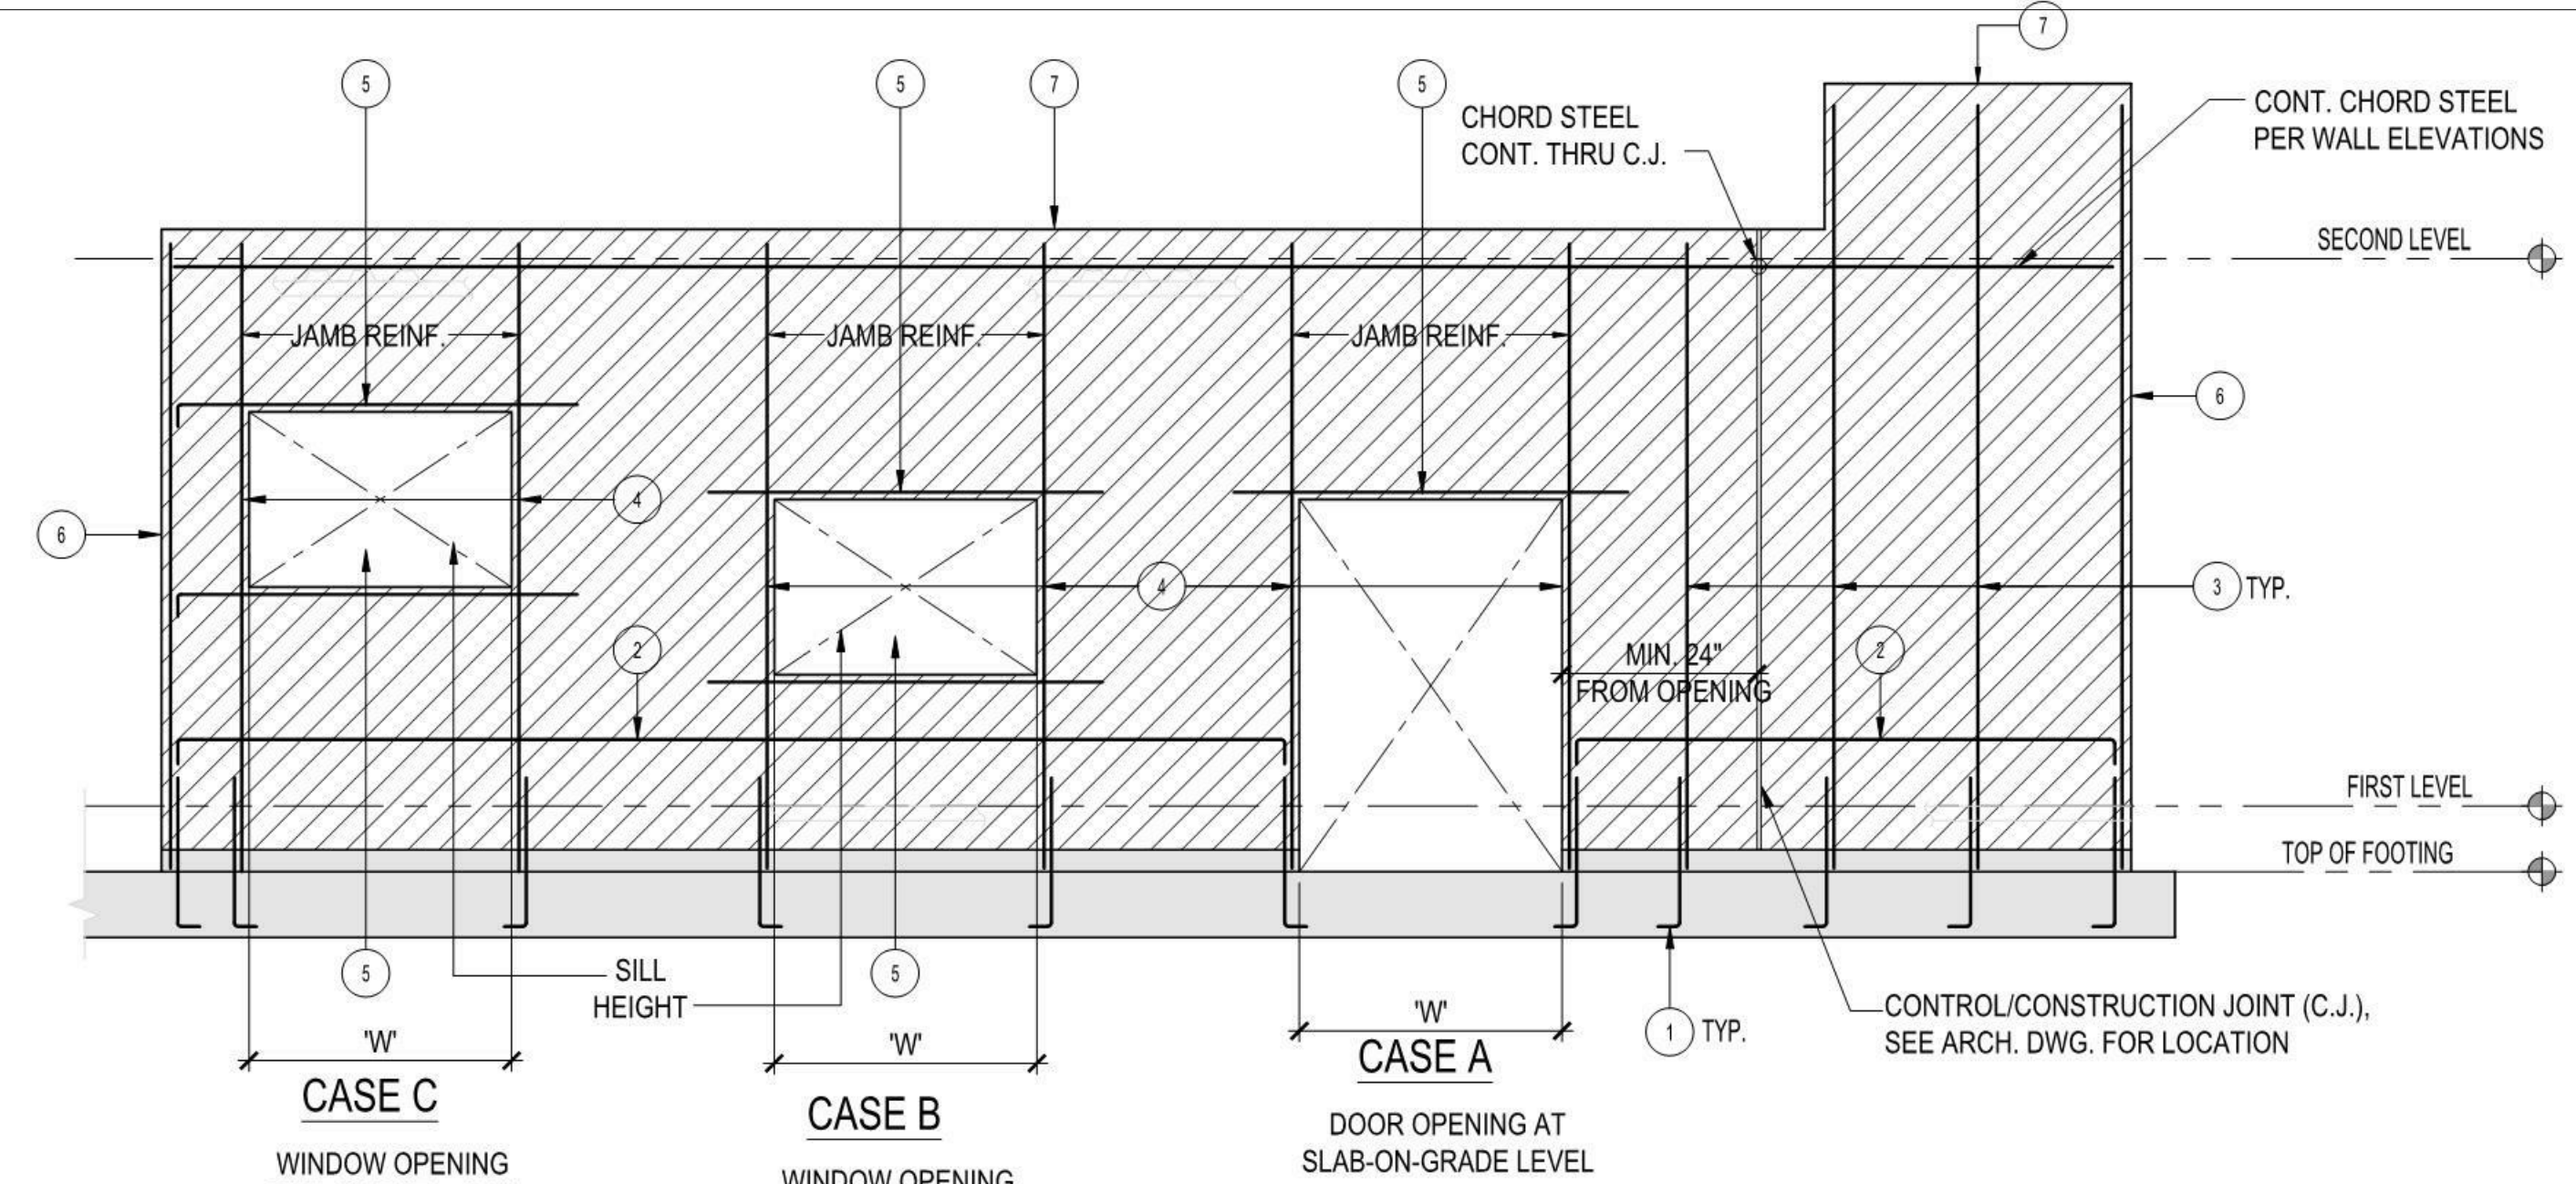 7
5
5
7
5
CHORD STEEL
CONT. THRU C.J.
CONT. CHORD STEEL
PER WALL ELEVATIONS
SECOND LEVEL
JAMB REINF.
JAMB REINF.
JAMB REINF.
6
4
6
4
3 TYP.
2
MIN. 24"
FROM OPENING
2
FIRST LEVEL
TOP OF FOOTING
5
SILL
HEIGHT
5
'W'
'W'
'W'
1 TYP.
CONTROL/CONSTRUCTION JOINT (C.J.),
SEE ARCH. DWG. FOR LOCATION
CASE C
WINDOW OPENING
CASE B
WINDOW OPENING
CASE A
DOOR OPENING AT
SLAB-ON-GRADE LEVEL